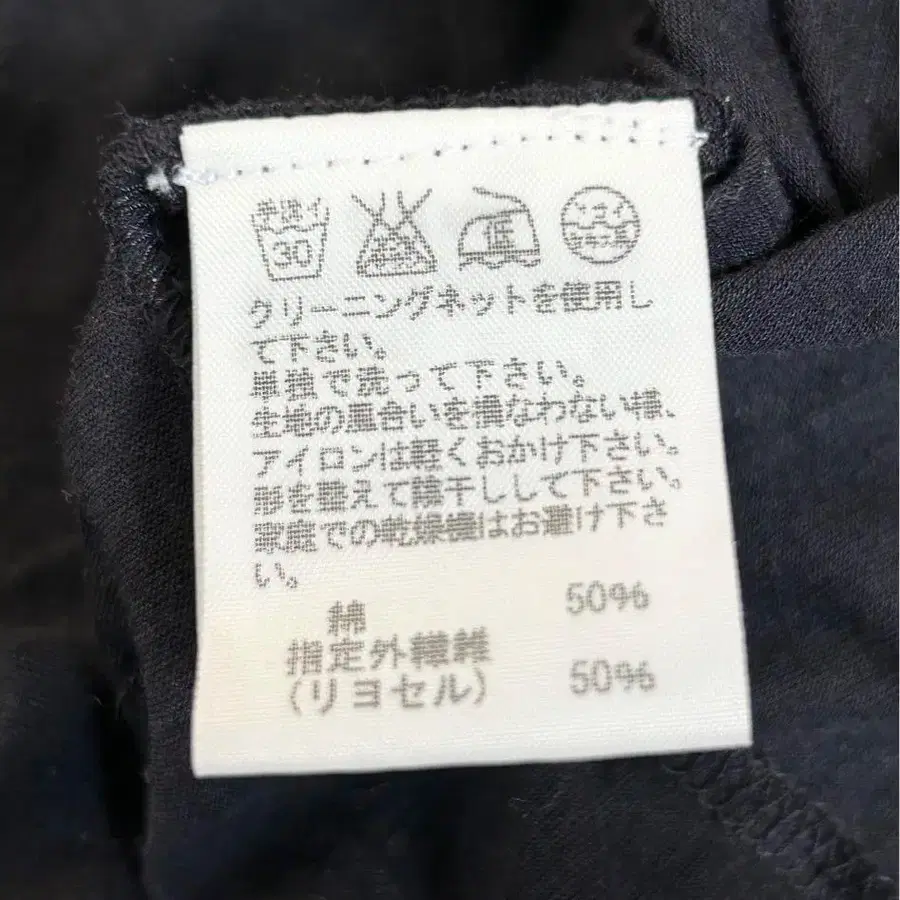 手洗イ 30 低
クリーニングネットを使用し
て下さい。
単独で洗って下さい。
生地の風合いを損なわない様、
アイロンは軽くおかけ下さい。
形を整えて陰干しして下さい。
家庭での乾燥機はお避け下さ
い。
綿 50%
指定外繊維
(リヨセル) 50%